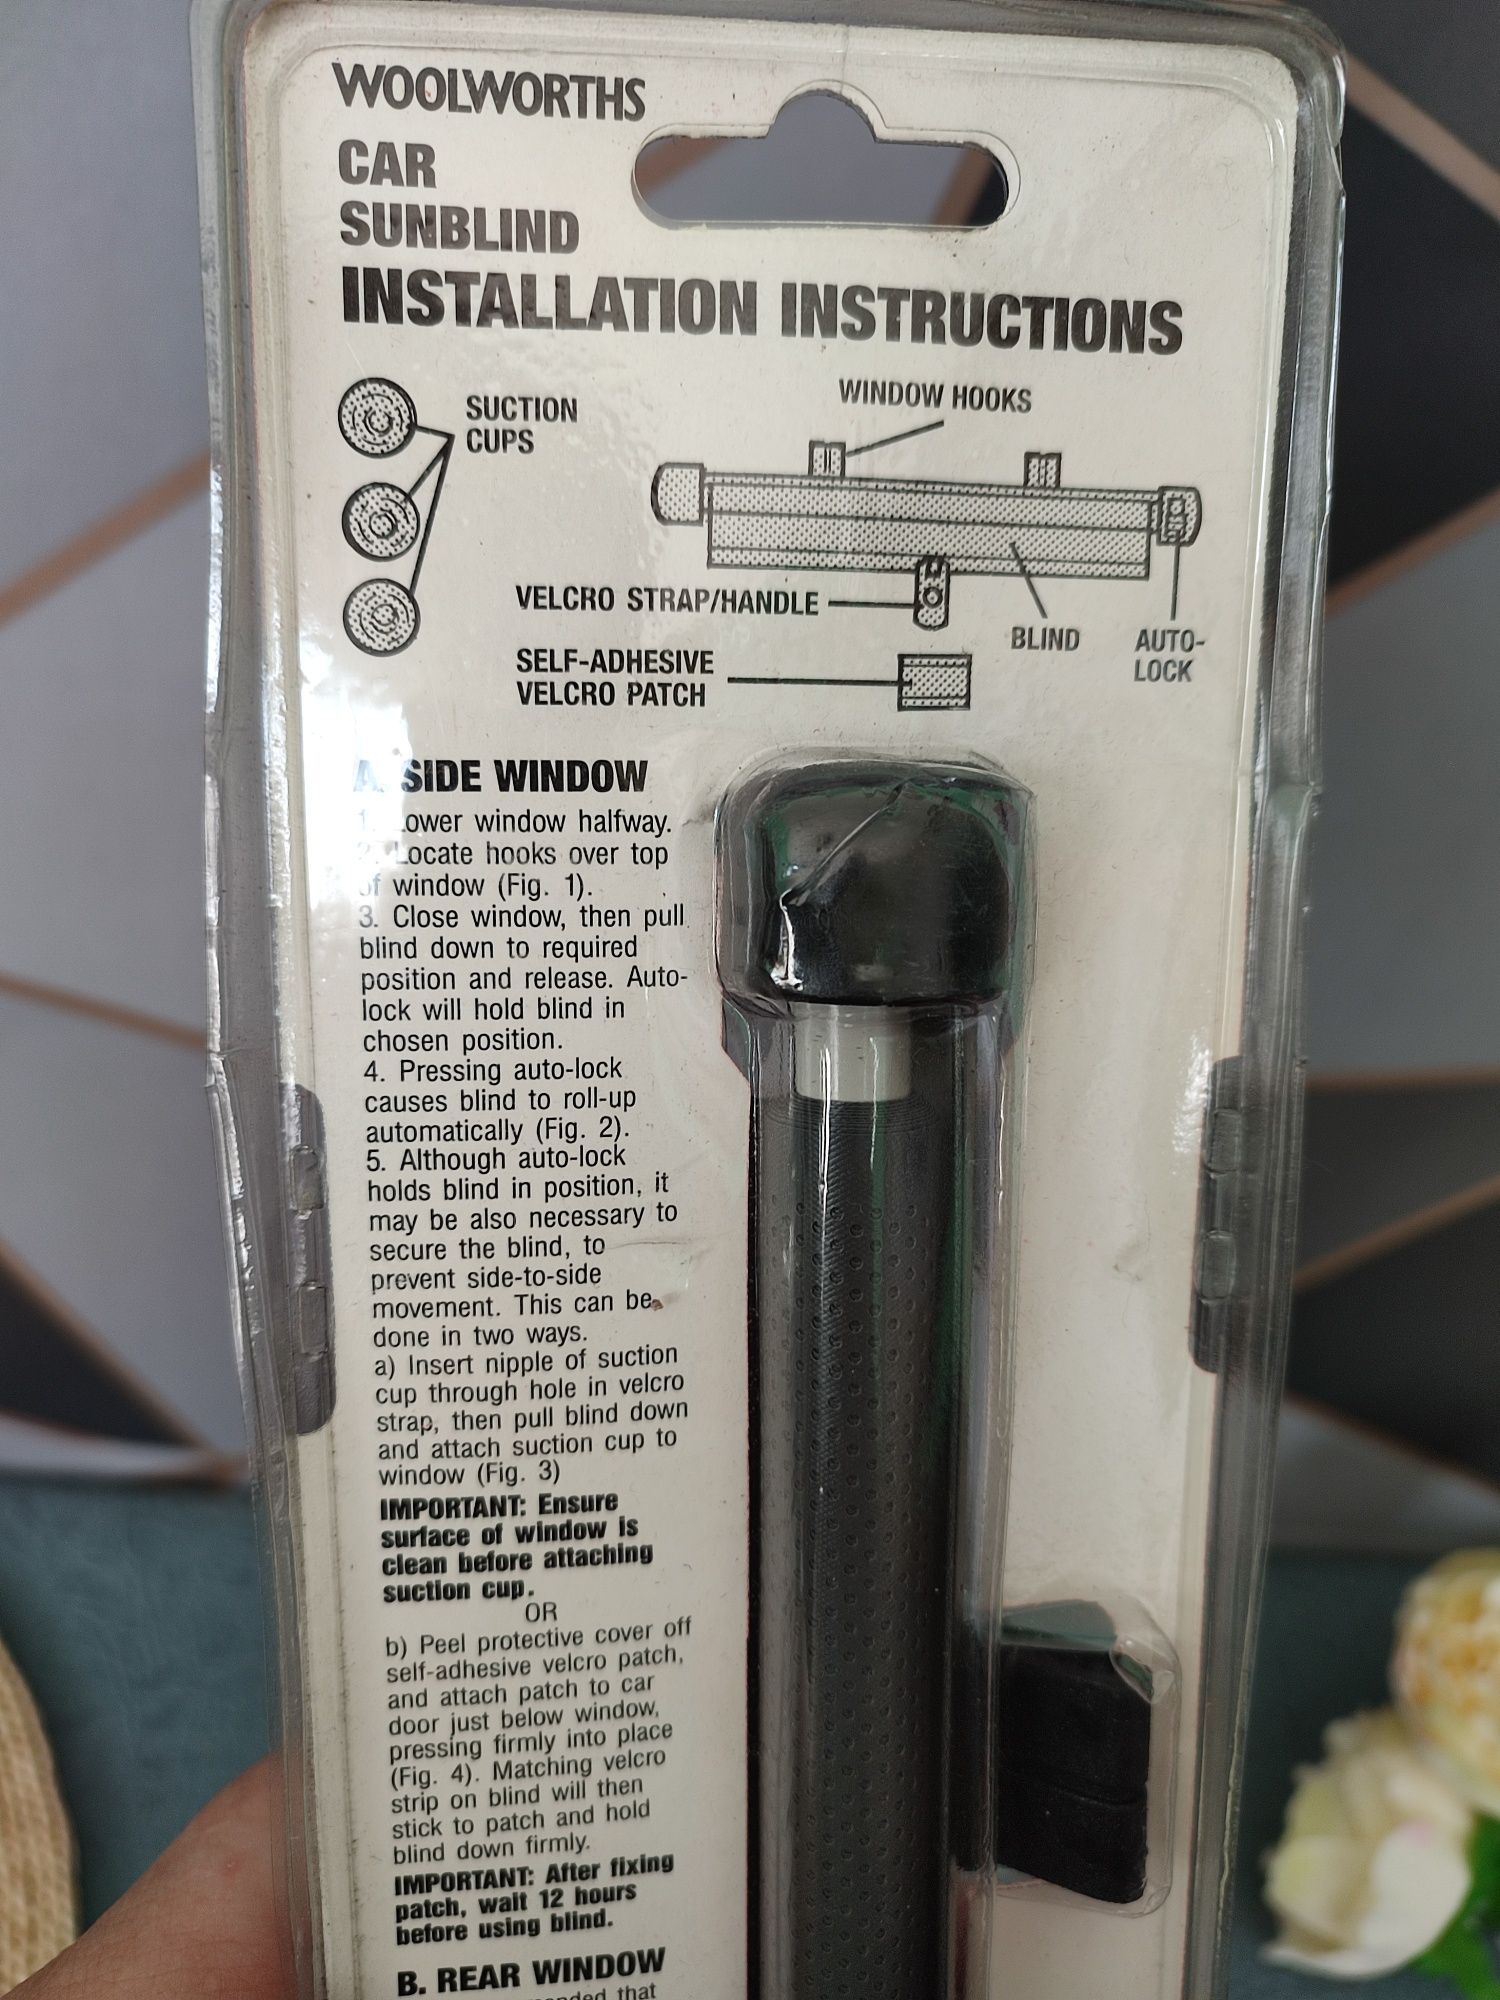 WOOLWORTHS
CAR
SUNBLIND
INSTALLATION INSTRUCTIONS
SUCTION
CUPS
WINDOW HOOKS
VELCRO STRAP/HANDLE
BLIND
AUTO-
LOCK
SELF-ADHESIVE
VELCRO PATCH
A. SIDE WINDOW
1. Lower window halfway.
2. Locate hooks over top
of window (Fig. 1).
3. Close window, then pull
blind down to required
position and release. Auto-
lock will hold blind in
chosen position.
4. Pressing auto-lock
causes blind to roll-up
automatically (Fig. 2).
5. Although auto-lock
holds blind in position, it
may be also necessary to
secure the blind, to
prevent side-to-side
movement. This can be
done in two ways.
a) Insert nipple of suction
cup through hole in velcro
strap, then pull blind down
and attach suction cup to
window (Fig. 3)
IMPORTANT: Ensure
surface of window is
clean before attaching
suction cup.
OR
b) Peel protective cover off
self-adhesive velcro patch,
and attach patch to car
door just below window,
pressing firmly into place
(Fig. 4). Matching velcro
strip on blind will then
stick to patch and hold
blind down firmly.
IMPORTANT: After fixing
patch, wait 12 hours
before using blind.
B. REAR WINDOW
that